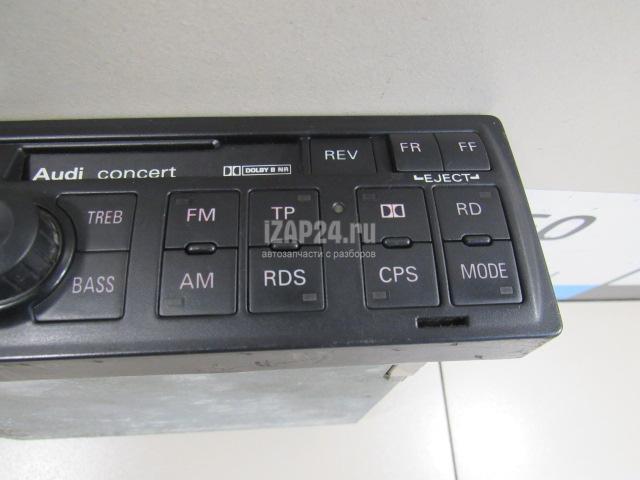 REV
FR FF
EJECT
Audi concert DOLBY B NR
TREB FM TP RD
iZAP24.ru
автозапчасти с разборов
BASS AM RDS CPS MODE